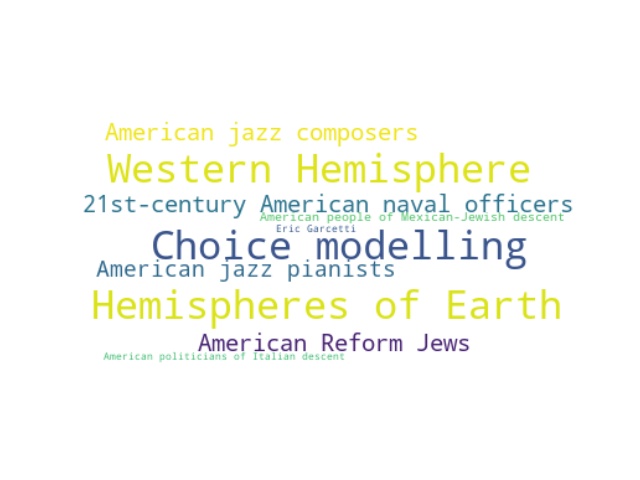 American jazz composers
Western Hemisphere
21st-century American naval officers
American people of Mexican-Jewish descent
Eric Garcetti
Choice modelling
American jazz pianists
Hemispheres of Earth
American Reform Jews
American politicians of Italian descent